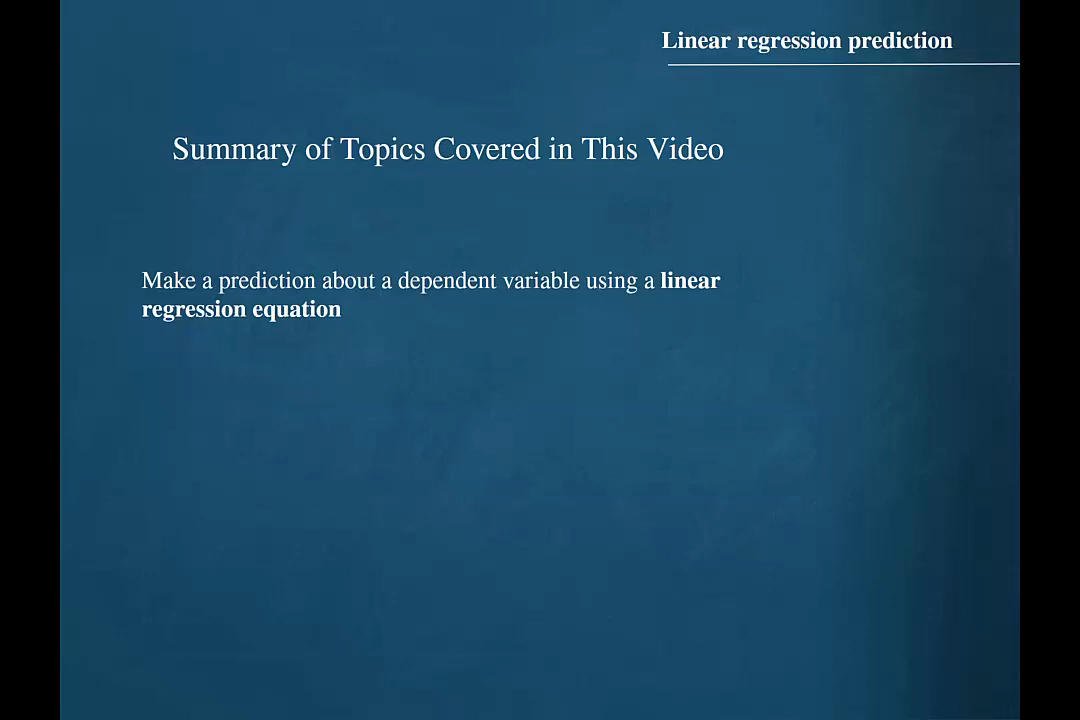 Linear regression prediction
Summary of Topics Covered in This Video
Make a prediction about a dependent variable using a linear
regression equation